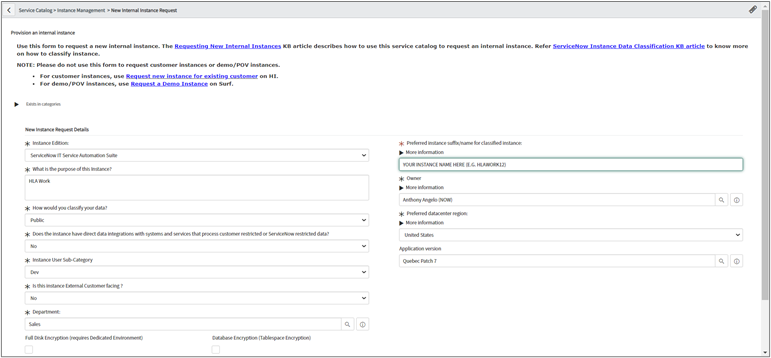 Service Catalog > Instance Management > New Internal Instance Request
Provision an internal instance
Use this form to request a new internal instance. The Requesting New Internal Instances KB article describes how to use this service catalog to request an internal instance. Refer ServiceNow Instance Data Classification KB article to know more
on how to classify instance.
NOTE: Please do not use this form to request customer instances or demo/POV instances.
• For customer instances, use Request new instance for existing customer on HI.
• For demo/POV instances, use Request a Demo Instance on Surf.
Exists in categories
New Instance Request Details
Instance Edition:
ServiceNow IT Service Automation Suite
What is the purpose of this instance?
HLA Work
How would you classify your data?
Public
Does the instance have direct data integrations with systems and services that process customer restricted or ServiceNow restricted data?
No
Instance User Sub-Category
Dev
Is this instance External Customer facing ?
No
Department:
Sales
Full Disk Encryption (requires Dedicated Environment)
Database Encryption (Tablespace Encryption)
Preferred instance suffix/name for classified instance:
More information
YOUR INSTANCE NAME HERE (E.G. HLAWORK12)
Owner
More information
Anthony Angelo (NOW)
Preferred datacenter region:
More information
United States
Application version
Quebec Patch 7